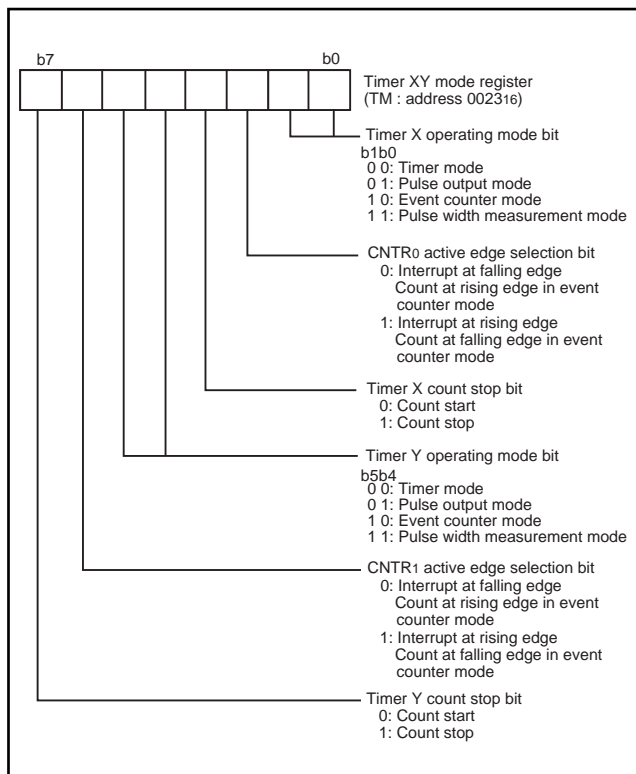 b7 b0
Timer XY mode register
(TM : address 002316)
Timer X operating mode bit
b1b0
0 0: Timer mode
0 1: Pulse output mode
1 0: Event counter mode
1 1: Pulse width measurement mode
CNTR0 active edge selection bit
0: Interrupt at falling edge
Count at rising edge in event
counter mode
1: Interrupt at rising edge
Count at falling edge in event
counter mode
Timer X count stop bit
0: Count start
1: Count stop
Timer Y operating mode bit
b5b4
0 0: Timer mode
0 1: Pulse output mode
1 0: Event counter mode
1 1: Pulse width measurement mode
CNTR1 active edge selection bit
0: Interrupt at falling edge
Count at rising edge in event
counter mode
1: Interrupt at rising edge
Count at falling edge in event
counter mode
Timer Y count stop bit
0: Count start
1: Count stop